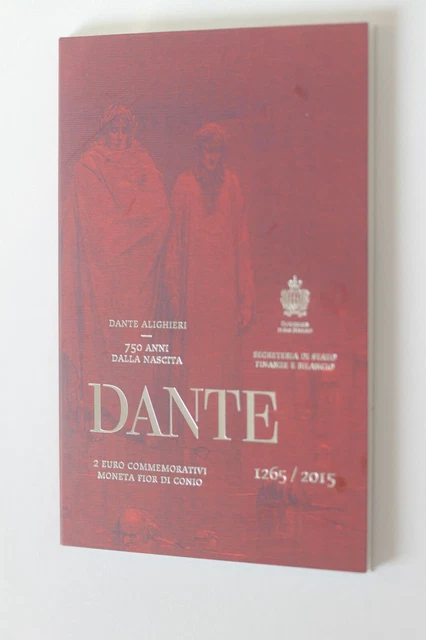 DANTE ALIGHIERI
750 ANNI
DALLA NASCITA
SEGRETERIA DI STATO
FINANZE E BILANCIO
DANTE
2 EURO COMMEMORATIVI
MONETA FIOR DI CONIO
1265 / 2015